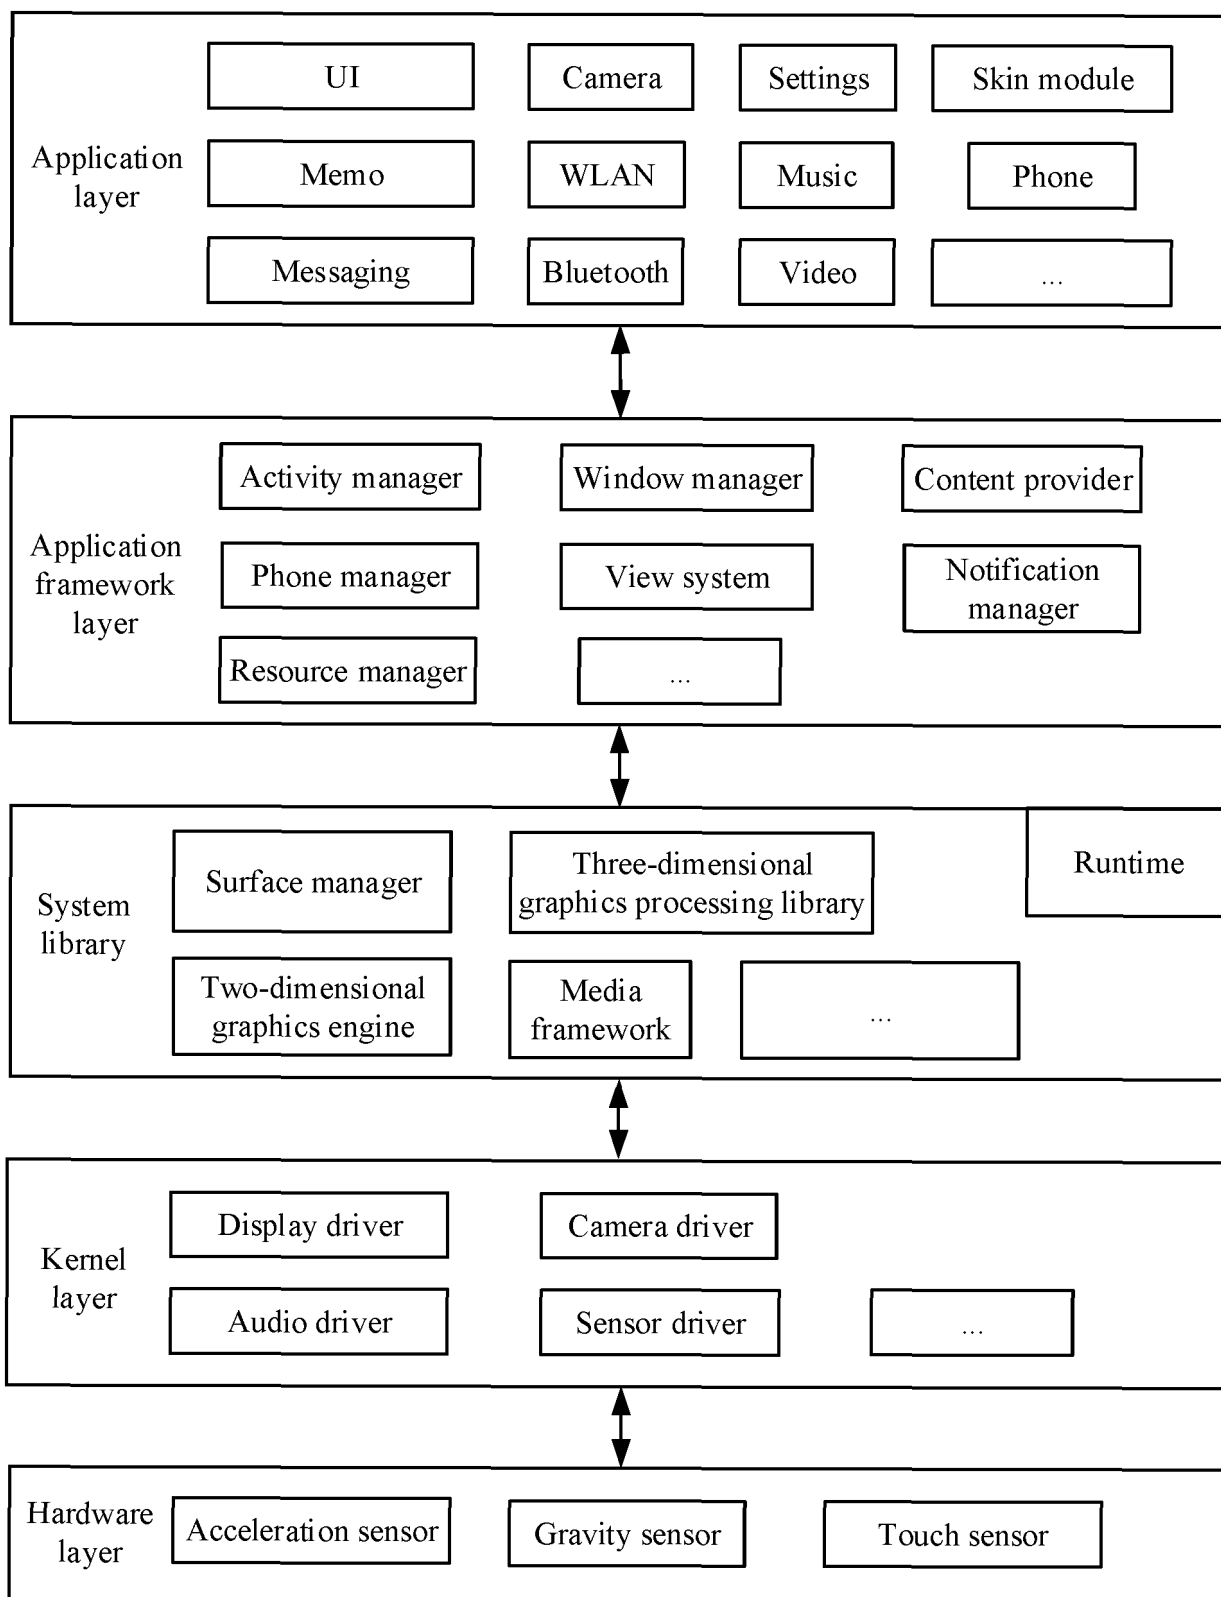 UI
Camera
Settings
Skin module
Application
layer
Memo
WLAN
Music
Phone
Messaging
Bluetooth
Video
...
Activity manager
Window manager
Content provider
Application
framework
layer
Phone manager
View system
Notification
manager
Resource manager
...
System
library
Surface manager
Three-dimensional
graphics processing library
Runtime
Two-dimensional
graphics engine
Media
framework
...
Kernel
layer
Display driver
Camera driver
Audio driver
Sensor driver
...
Hardware
layer
Acceleration sensor
Gravity sensor
Touch sensor